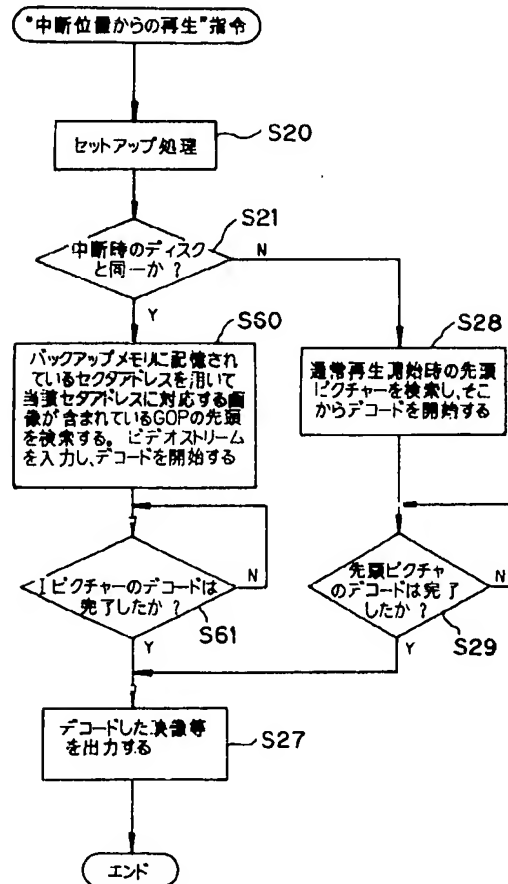 "中断位置からの再生"指令
セットアップ処理
S20
S21
中断時のディスク
と同一か？
N
Y
S60
バックアップメモリに記憶され
ているセクタアドレスを用いて
当該セタアドレスに対応する画
像が含まれているGOPの先頭
を検索する。ビデオストリーム
を入力し、デコードを開始する
S28
通常再生開始時の先頭
ピクチャーを検索し、そこ
からデコードを開始する
Iピクチャーのデコードは
完了したか？
N
Y
S61
先頭ピクチャ
のデコードは完了
したか？
N
Y
S29
デコードした映像等
を出力する
S27
エンド